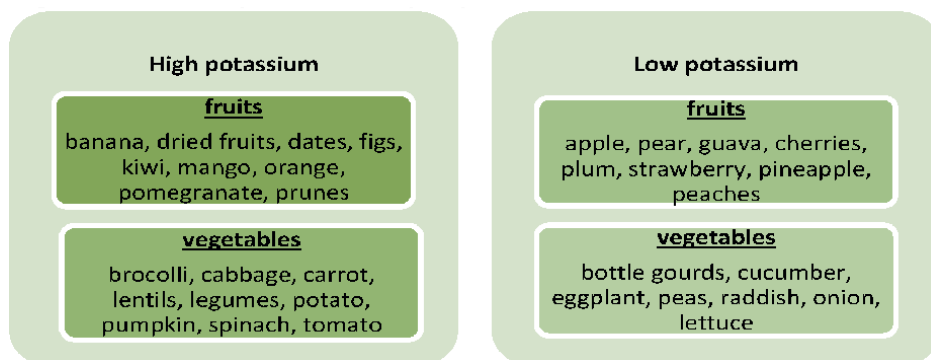 High potassium
fruits
banana, dried fruits, dates, figs,
kiwi, mango, orange,
pomegranate, prunes
vegetables
brocolli, cabbage, carrot,
lentils, legumes, potato,
pumpkin, spinach, tomato
Low potassium
fruits
apple, pear, guava, cherries,
plum, strawberry, pineapple,
peaches
vegetables
bottle gourds, cucumber,
eggplant, peas, raddish, onion,
lettuce